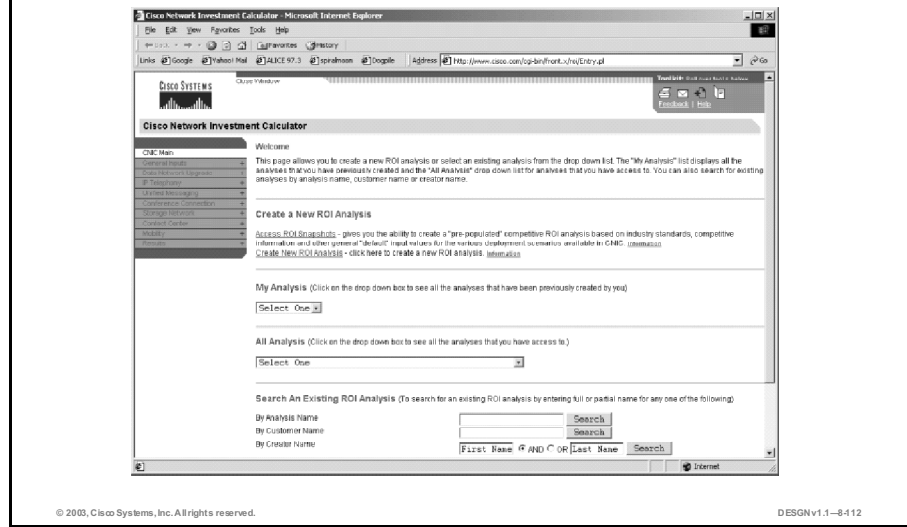 Cisco Network Investment Calculator - Microsoft Internet Explorer
File Edit View Favorites Tools Help
Back Favorites History
Links Google Yahoo! Mail ALICE 97.3 spiralmoon Dogpile Address http://www.cisco.com/cgi-bin/front.x/roi/Entry.pl Go
CISCO SYSTEMS
Close Window
Toolkit:
Feedback | Help
Cisco Network Investment Calculator
CNIC Main
General Inputs
Data Network Upgrade
IP Telephony
Unified Messaging
Conference Connection
Storage Network
Contact Center
Mobility
Results
Welcome
This page allows you to create a new ROI analysis or select an existing analysis from the drop down list. The "My Analysis" list displays all the
analyses that you have previously created and the "All Analysis" drop down list for analyses that you have access to. You can also search for existing
analyses by analysis name, customer name or creator name.
Create a New ROI Analysis
Access ROI Snapshots - gives you the ability to create a "pre-populated" competitive ROI analysis based on industry standards, competitive
information and other general "default" input values for the various deployment scenarios available in CNIC. Information
Create New ROI Analysis - click here to create a new ROI analysis. Information
My Analysis (Click on the drop down box to see all the analyses that have been previously created by you)
Select One
All Analysis (Click on the drop down box to see all the analyses that you have access to.)
Select One
Search An Existing ROI Analysis (To search for an existing ROI analysis by entering full or partial name for any one of the following)
By Analysis Name Search
By Customer Name Search
By Creator Name First Name AND OR Last Name Search
Internet
© 2003, Cisco Systems, Inc. All rights reserved. DESGN v1.1—8-112